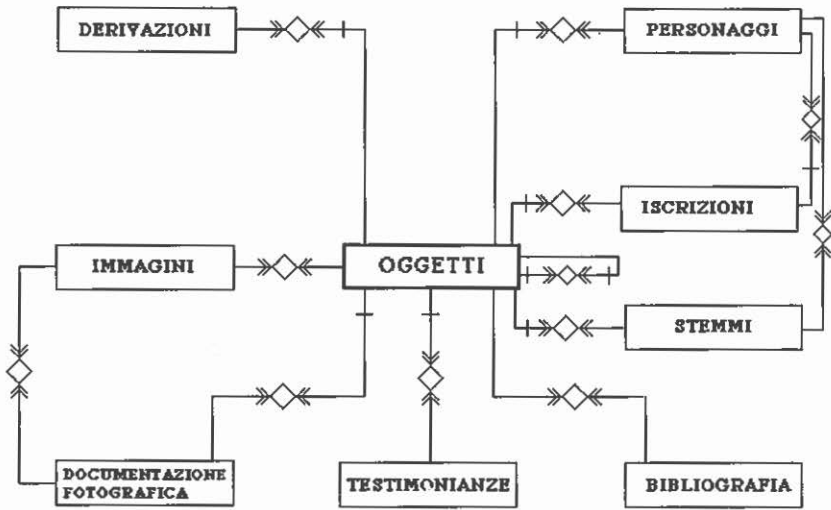 DERIVAZIONI
PERSONAGGI
ISCRIZIONI
IMMAGINI
OGGETTI
STEMMI
DOCUMENTAZIONE
FOTOGRAFICA
TESTIMONIANZE
BIBLIOGRAFIA